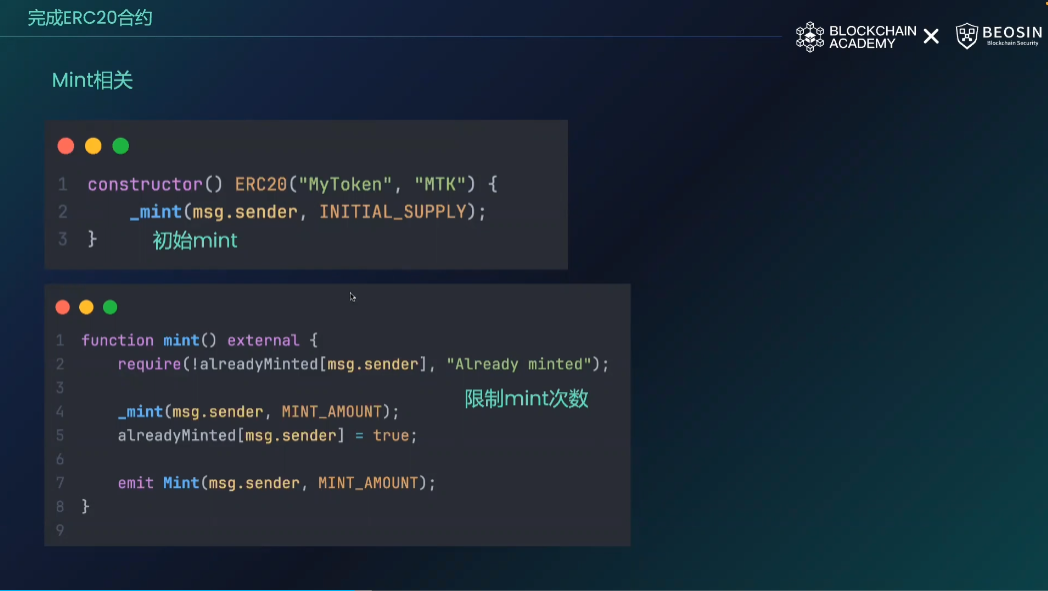 完成ERC20合约
BLOCKCHAIN
ACADEMY
BEOSIN
Blockchain Security
Mint相关
1 constructor() ERC20("MyToken", "MTK") {
2 _mint(msg.sender, INITIAL_SUPPLY);
3 }
初始mint
1 function mint() external {
2 require(!alreadyMinted[msg.sender], "Already minted");
3
限制mint次数
4 _mint(msg.sender, MINT_AMOUNT);
5 alreadyMinted[msg.sender] = true;
6
7 emit Mint(msg.sender, MINT_AMOUNT);
8 }
9